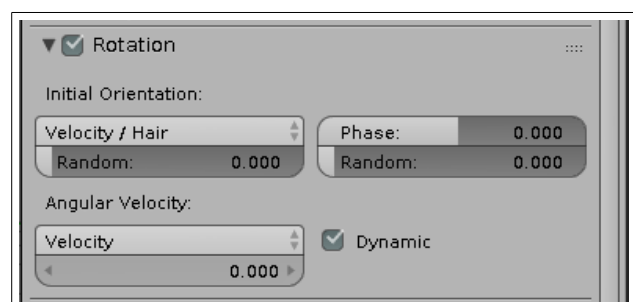 Rotation
Initial Orientation:
Velocity / Hair
Phase: 0.000
Random: 0.000
Random: 0.000
Angular Velocity:
Velocity
Dynamic
0.000